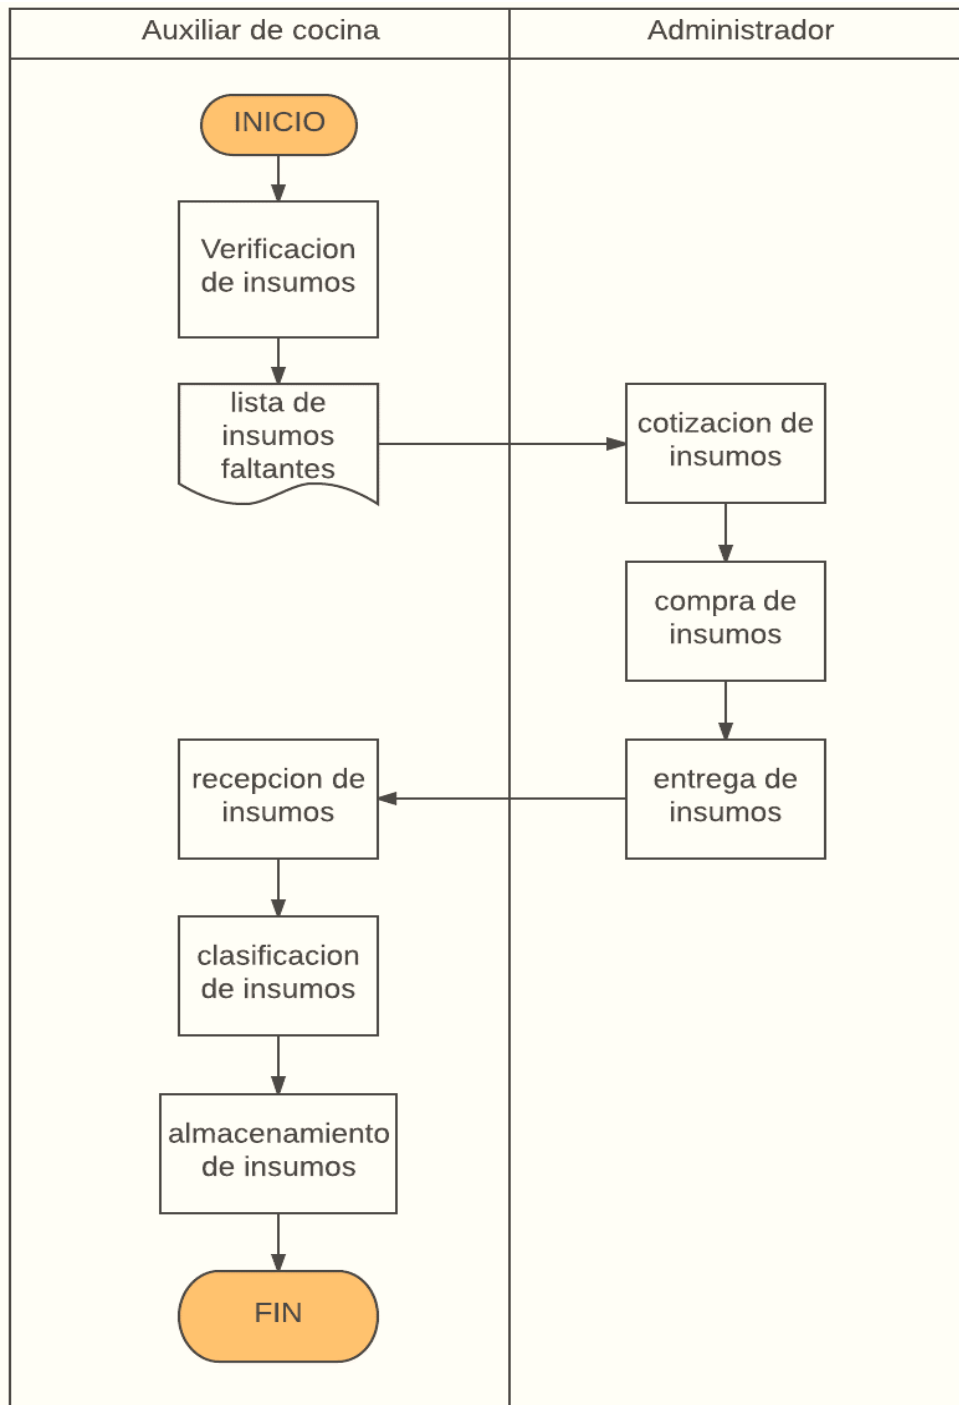 Auxiliar de cocina
Administrador
INICIO
Verificacion
de insumos
lista de
insumos
faltantes
cotizacion de
insumos
compra de
insumos
entrega de
insumos
recepcion de
insumos
clasificacion
de insumos
almacenamiento
de insumos
FIN